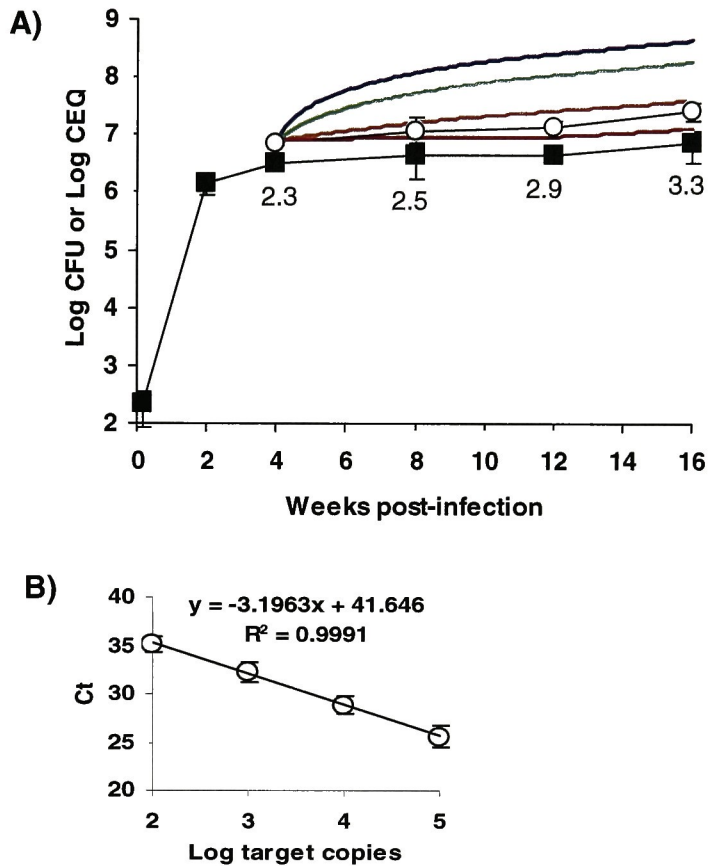 A)
Log CFU or Log CEQ
9
8
7
6
5
4
3
2
2.3
2.5
2.9
3.3
0 2 4 6 8 10 12 14 16
Weeks post-infection
B)
y = -3.1963x + 41.646
R² = 0.9991
Ct
40
35
30
25
20
2 3 4 5
Log target copies